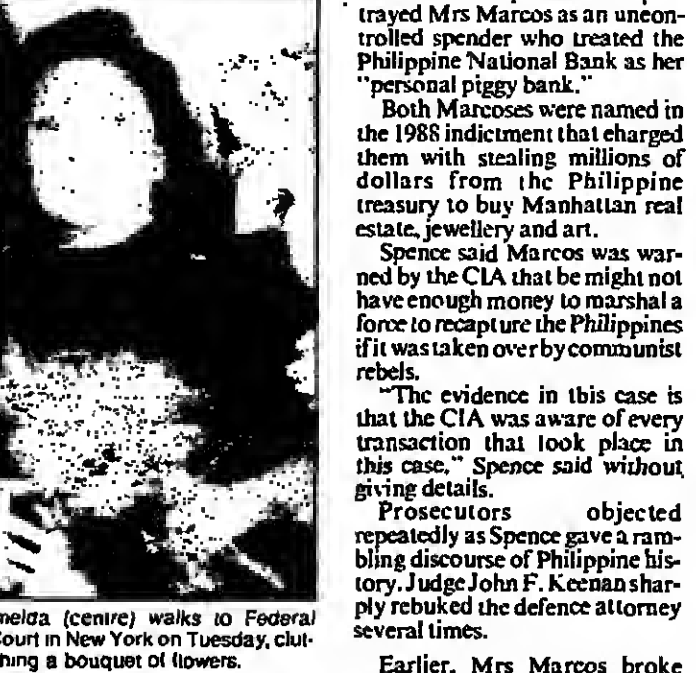 trayed Mrs Marcos as an uncon-
trolled spender who treated the
Philippine National Bank as her
"personal piggy bank."
Both Marcoses were named in
the 1988 indictment that eharged
them with stealing millions of
dollars from the Philippine
treasury to buy Manhattan real
estate, jewellery and art.
Spence said Marcos was war-
ned by the CIA that be might not
have enough money to marshal a
force to recapture the Philippines
if it was taken over by communist
rebels.
"The evidence in tbis case is
that the CIA was aware of every
transaction that look place in
this case," Spence said without
giving details.
Prosecutors objected
repeatedly as Spence gave a ram-
bling discourse of Philippine his-
tory. Judge John F. Keenan shar-
ply rebuked the defence attorney
several times.
Earlier, Mrs Marcos broke
melda (centre) walks to Federal
Court in New York on Tuesday, clut-
hing a bouquet of flowers.